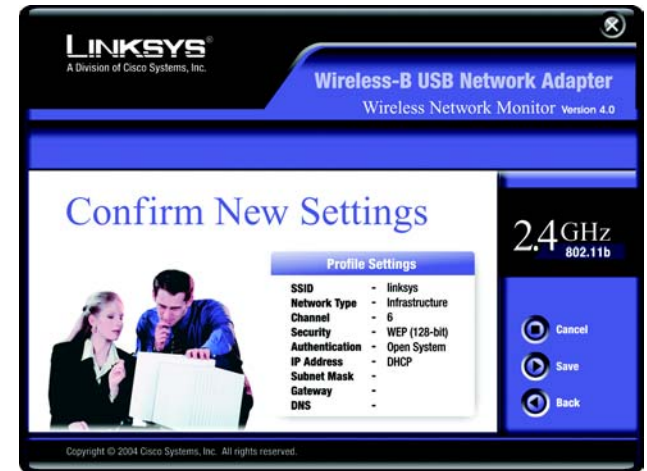 LINKSYS®
A Division of Cisco Systems, Inc.
Wireless-B USB Network Adapter
Wireless Network Monitor Version 4.0
Confirm New Settings
2.4GHz
802.11b
Profile Settings
SSID - linksys
Network Type - Infrastructure
Channel - 6
Security - WEP (128-bit)
Authentication - Open System
IP Address - DHCP
Subnet Mask -
Gateway -
DNS -
Cancel
Save
Back
Copyright © 2004 Cisco Systems, Inc. All rights reserved.